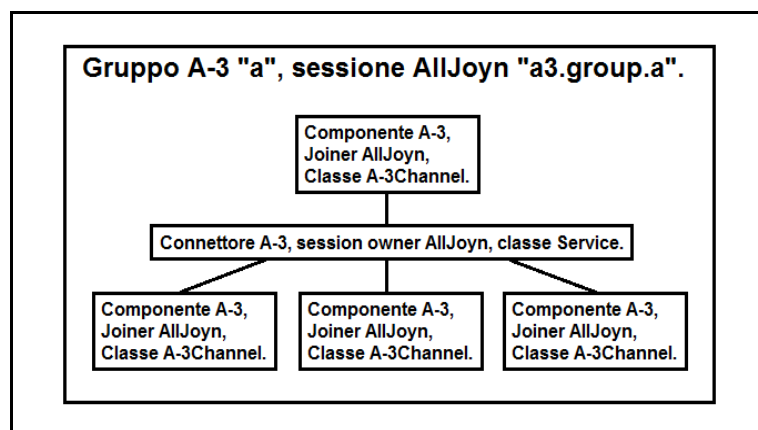 Gruppo A-3 "a", sessione AllJoyn "a3.group.a".
Componente A-3,
Joiner AllJoyn,
Classe A-3Channel.
Connettore A-3, session owner AllJoyn, classe Service.
Componente A-3,
Joiner AllJoyn,
Classe A-3Channel.
Componente A-3,
Joiner AllJoyn,
Classe A-3Channel.
Componente A-3,
Joiner AllJoyn,
Classe A-3Channel.